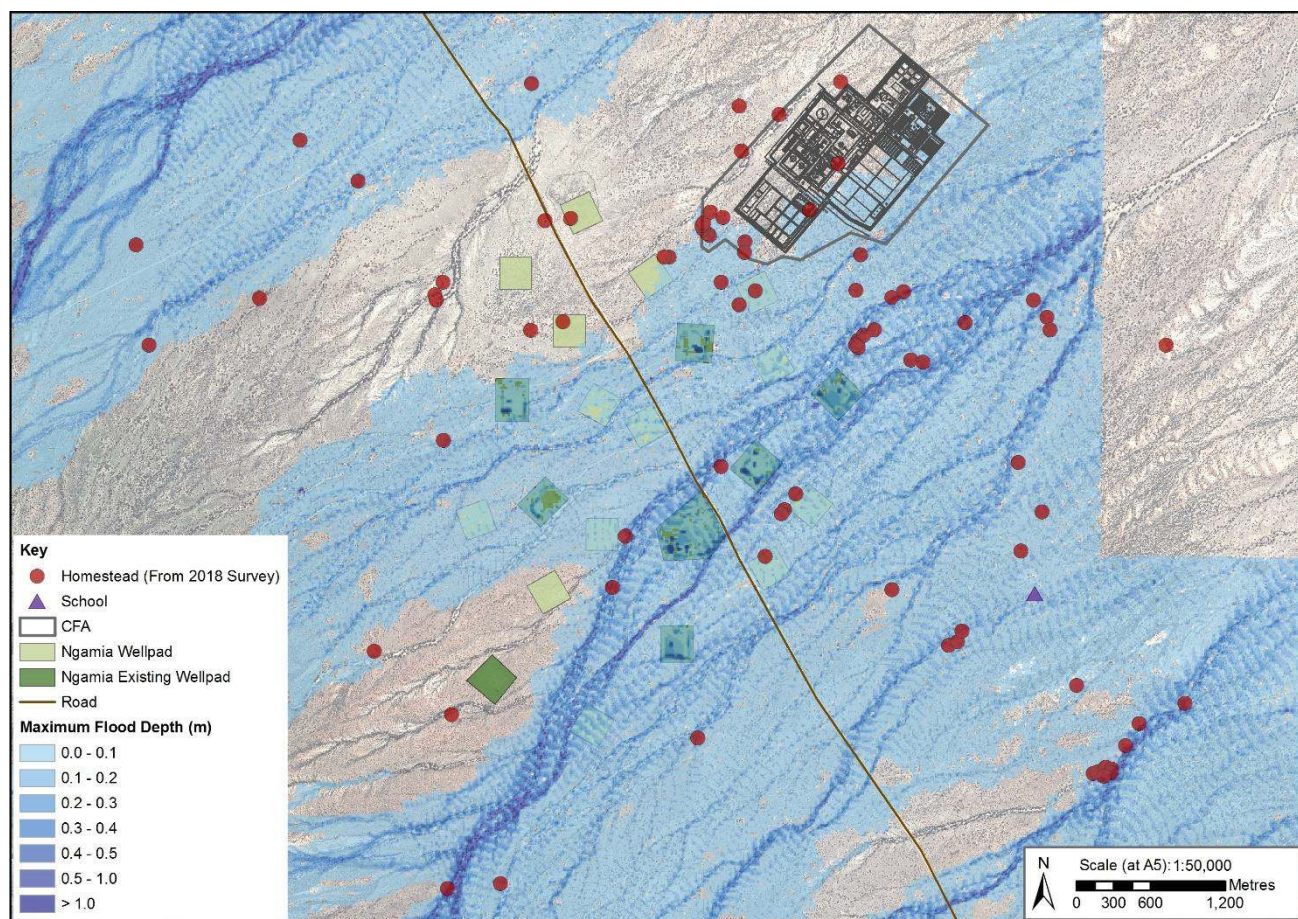 Key
Homestead (From 2018 Survey)
School
CFA
Ngamia Wellpad
Ngamia Existing Wellpad
Road
Maximum Flood Depth (m)
0.0 - 0.1
0.1 - 0.2
0.2 - 0.3
0.3 - 0.4
0.4 - 0.5
0.5 - 1.0
> 1.0
N
Scale (at A5): 1:50,000
Metres
0 300 600 1,200